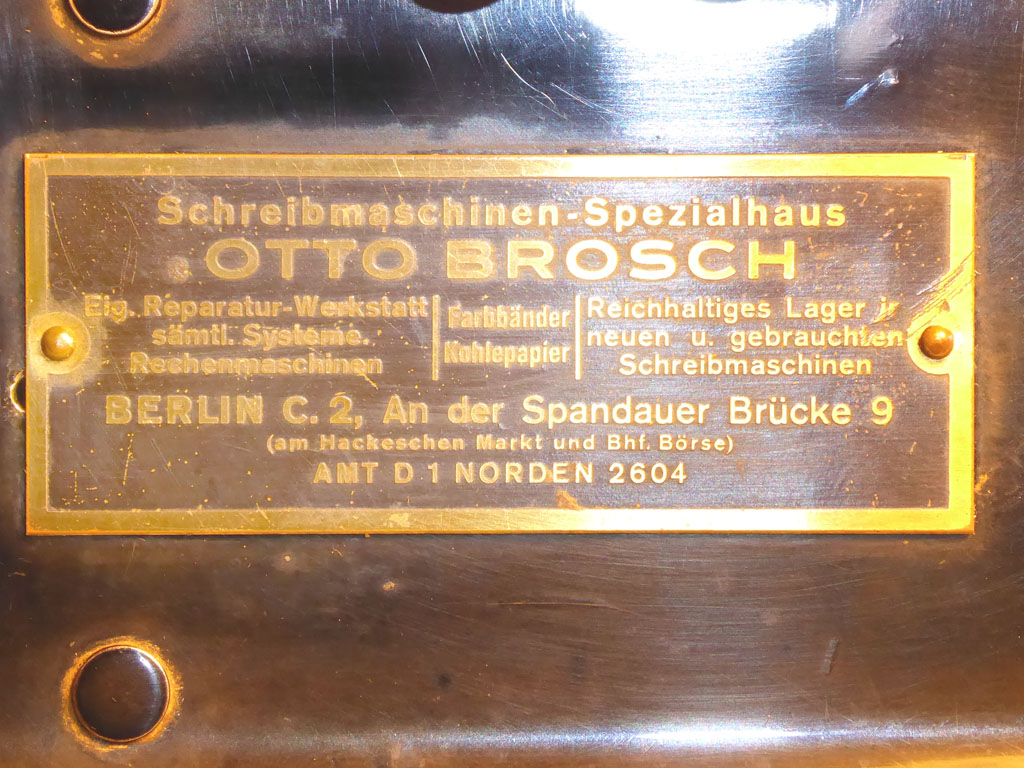 Schreibmaschinen-Spezialhaus
OTTO BROSCH
Eig. Reparatur-Werkstatt
sämtl. Systeme.
Rechenmaschinen
Farbbänder
Kohlepapier
Reichhaltiges Lager in
neuen u. gebrauchten
Schreibmaschinen
BERLIN C. 2, An der Spandauer Brücke 9
(am Hackeschen Markt und Bhf. Börse)
AMT D 1 NORDEN 2604